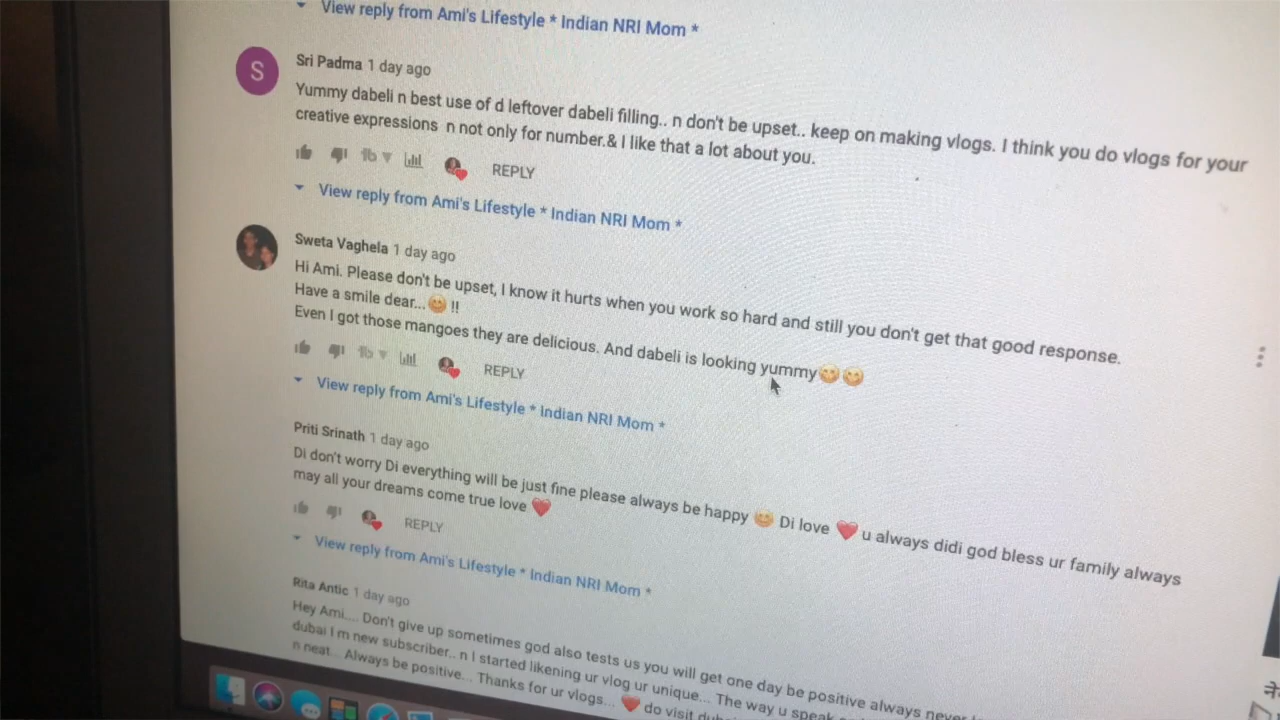 View reply from Ami's Lifestyle * Indian NRI Mom *
S
Sri Padma 1 day ago
Yummy dabeli n best use of d leftover dabeli filling.. n don't be upset.. keep on making vlogs. I think you do vlogs for your
creative expressions n not only for number.& I like that a lot about you.
REPLY
View reply from Ami's Lifestyle * Indian NRI Mom *
Sweta Vaghela 1 day ago
Hi Ami. Please don't be upset, I know it hurts when you work so hard and still you don't get that good response.
Have a smile dear...😊 !!
Even I got those mangoes they are delicious. And dabeli is looking yummy😋😋
REPLY
View reply from Ami's Lifestyle * Indian NRI Mom *
Priti Srinath 1 day ago
Di don't worry Di everything will be just fine please always be happy 😊 Di love ❤️ u always didi god bless ur family always
may all your dreams come true love ❤️
REPLY
View reply from Ami's Lifestyle * Indian NRI Mom *
Rita Antic 1 day ago
Hey Ami.... Don't give up sometimes god also tests us you will get one day be positive always never
dubai I m new subscriber.. n I started likening ur vlog ur unique... The way u speak
n neat... Always be positive... Thanks for ur vlogs... ❤️ do visit